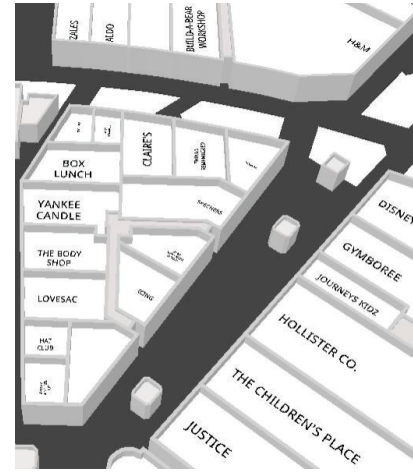 ZALES
ALDO
BUILD-A-BEAR
WORKSHOP
H&M
CLAIRE'S
BOX
LUNCH
YANKEE
CANDLE
SKECHERS
THE BODY
SHOP
LOVESAC
HAT
CLUB
DISNEY
GYMBOREE
JOURNEYS KIDZ
HOLLISTER CO.
THE CHILDREN'S PLACE
JUSTICE